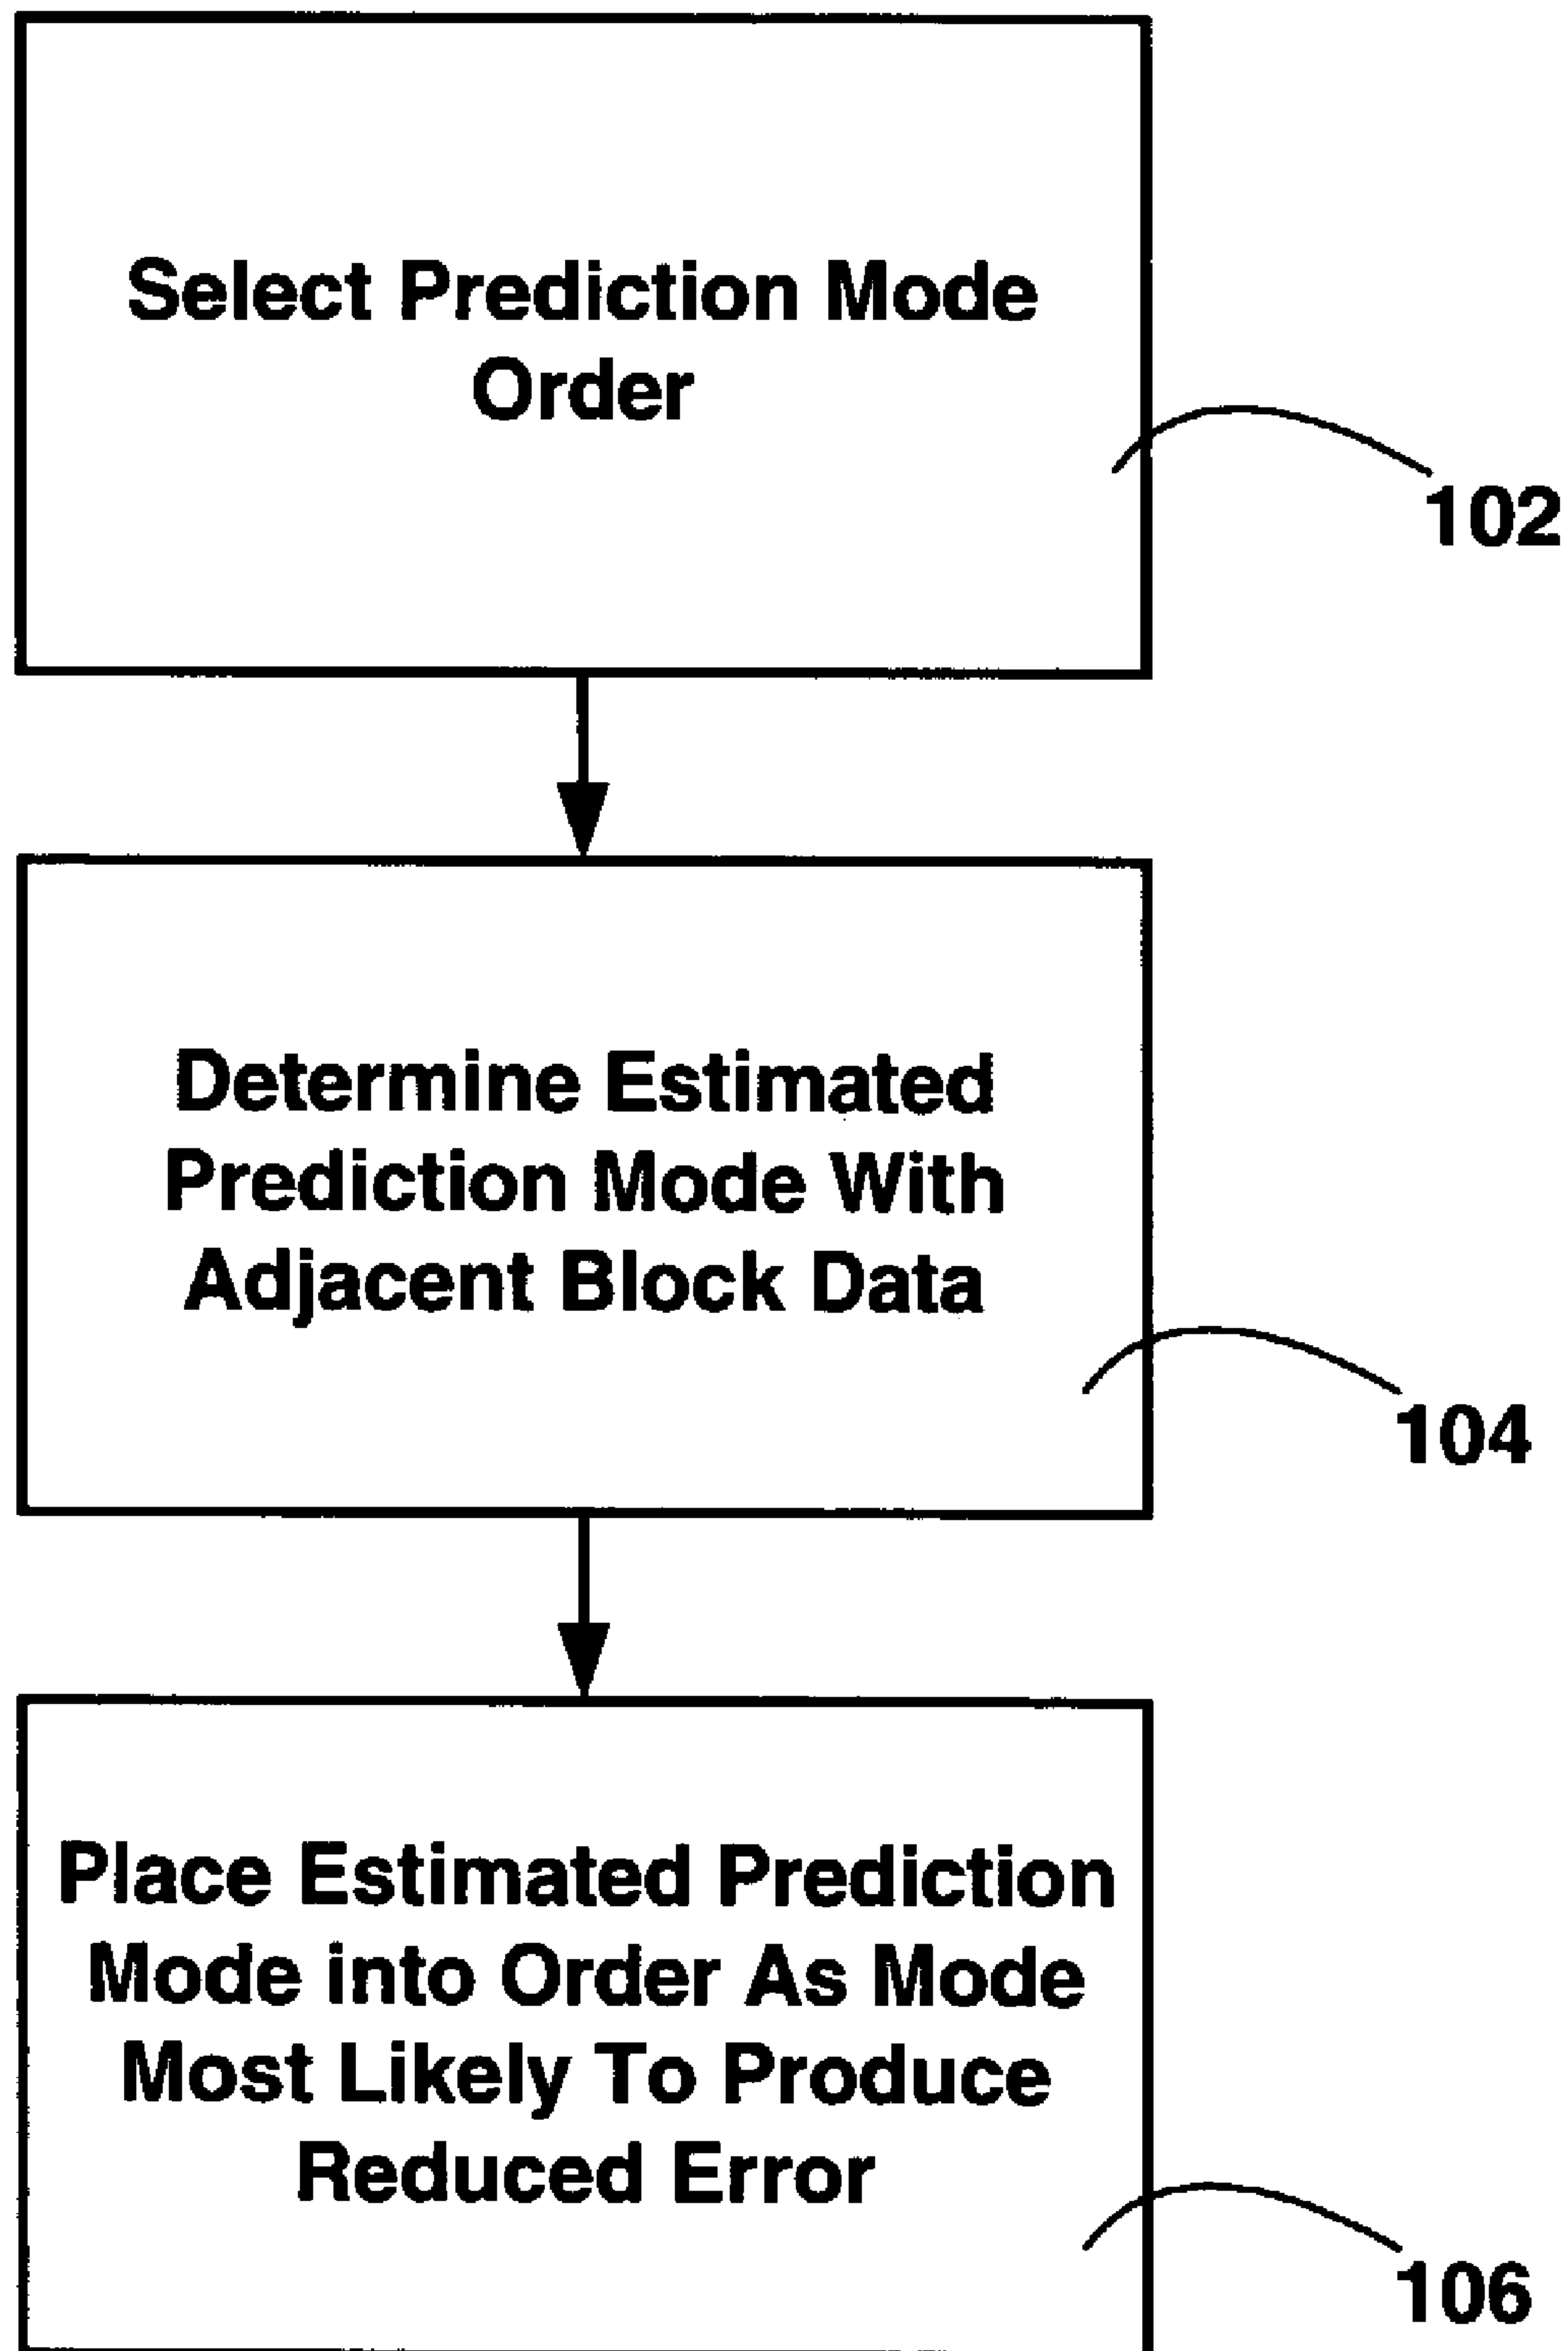 Select Prediction Mode
Order
102
Determine Estimated
Prediction Mode With
Adjacent Block Data
104
Place Estimated Prediction
Mode into Order As Mode
Most Likely To Produce
Reduced Error
106